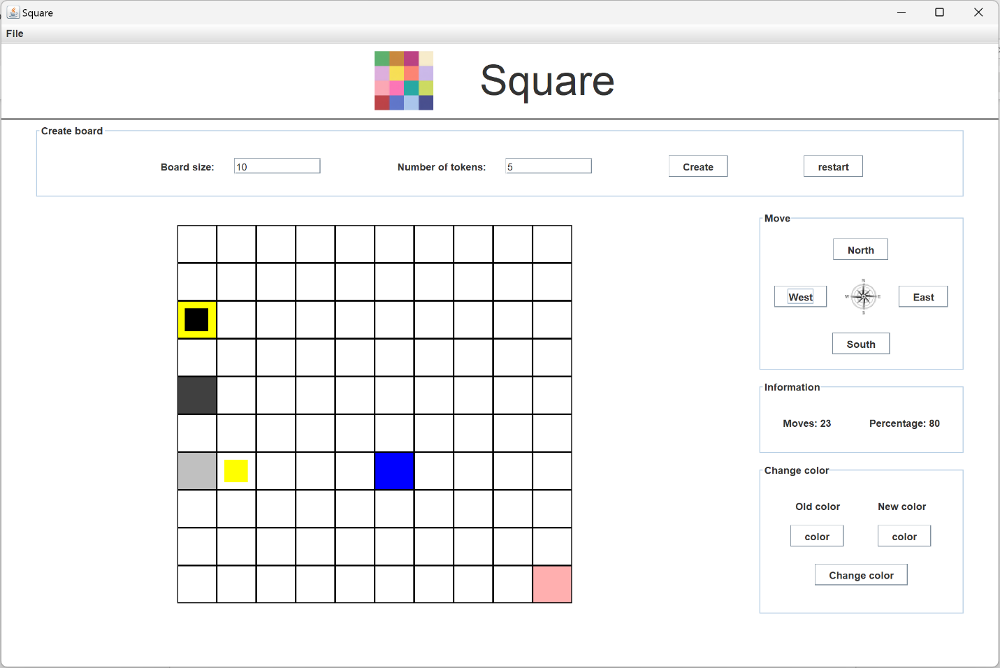 Square
File
Square
Create board
Board size: 10 Number of tokens: 5 Create restart
Move
North
N
West W E East
S
South
Information
Moves: 23 Percentage: 80
Change color
Old color New color
color color
Change color